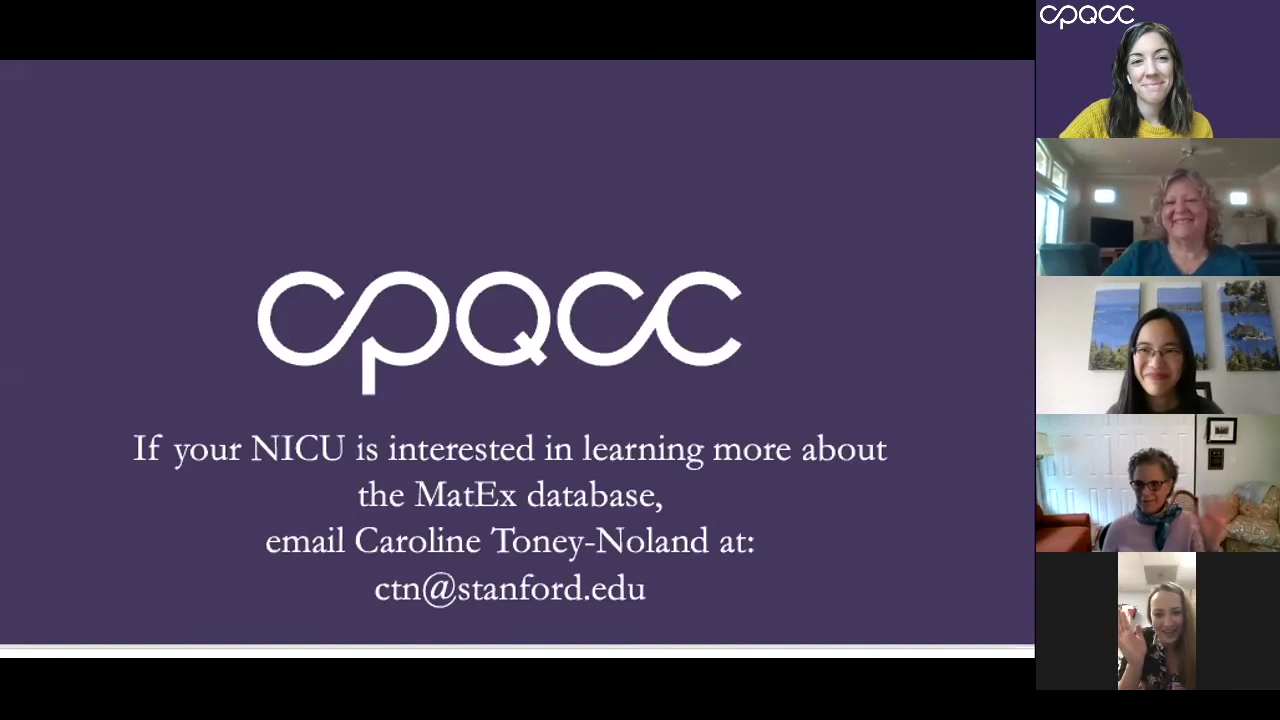 cpqcc
If your NICU is interested in learning more about
the MatEx database,
email Caroline Toney-Noland at:
ctn@stanford.edu
cpqcc